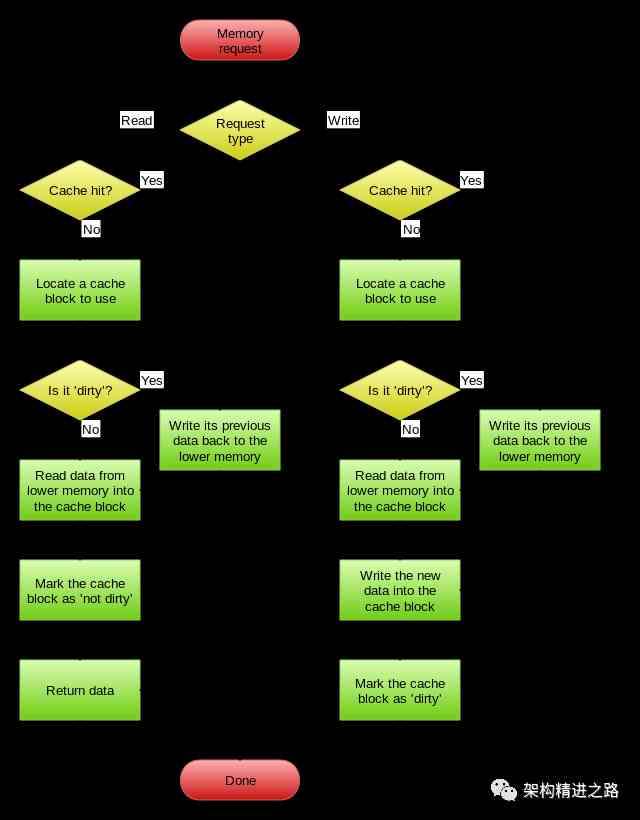 Memory
request
Read
Request
type
Write
Cache hit?
Yes
No
Locate a cache
block to use
Is it 'dirty'?
Yes
No
Write its previous
data back to the
lower memory
Read data from
lower memory into
the cache block
Mark the cache
block as 'not dirty'
Return data
Cache hit?
Yes
No
Locate a cache
block to use
Is it 'dirty'?
Yes
No
Write its previous
data back to the
lower memory
Read data from
lower memory into
the cache block
Write the new
data into the
cache block
Mark the cache
block as 'dirty'
Done
架构精进之路